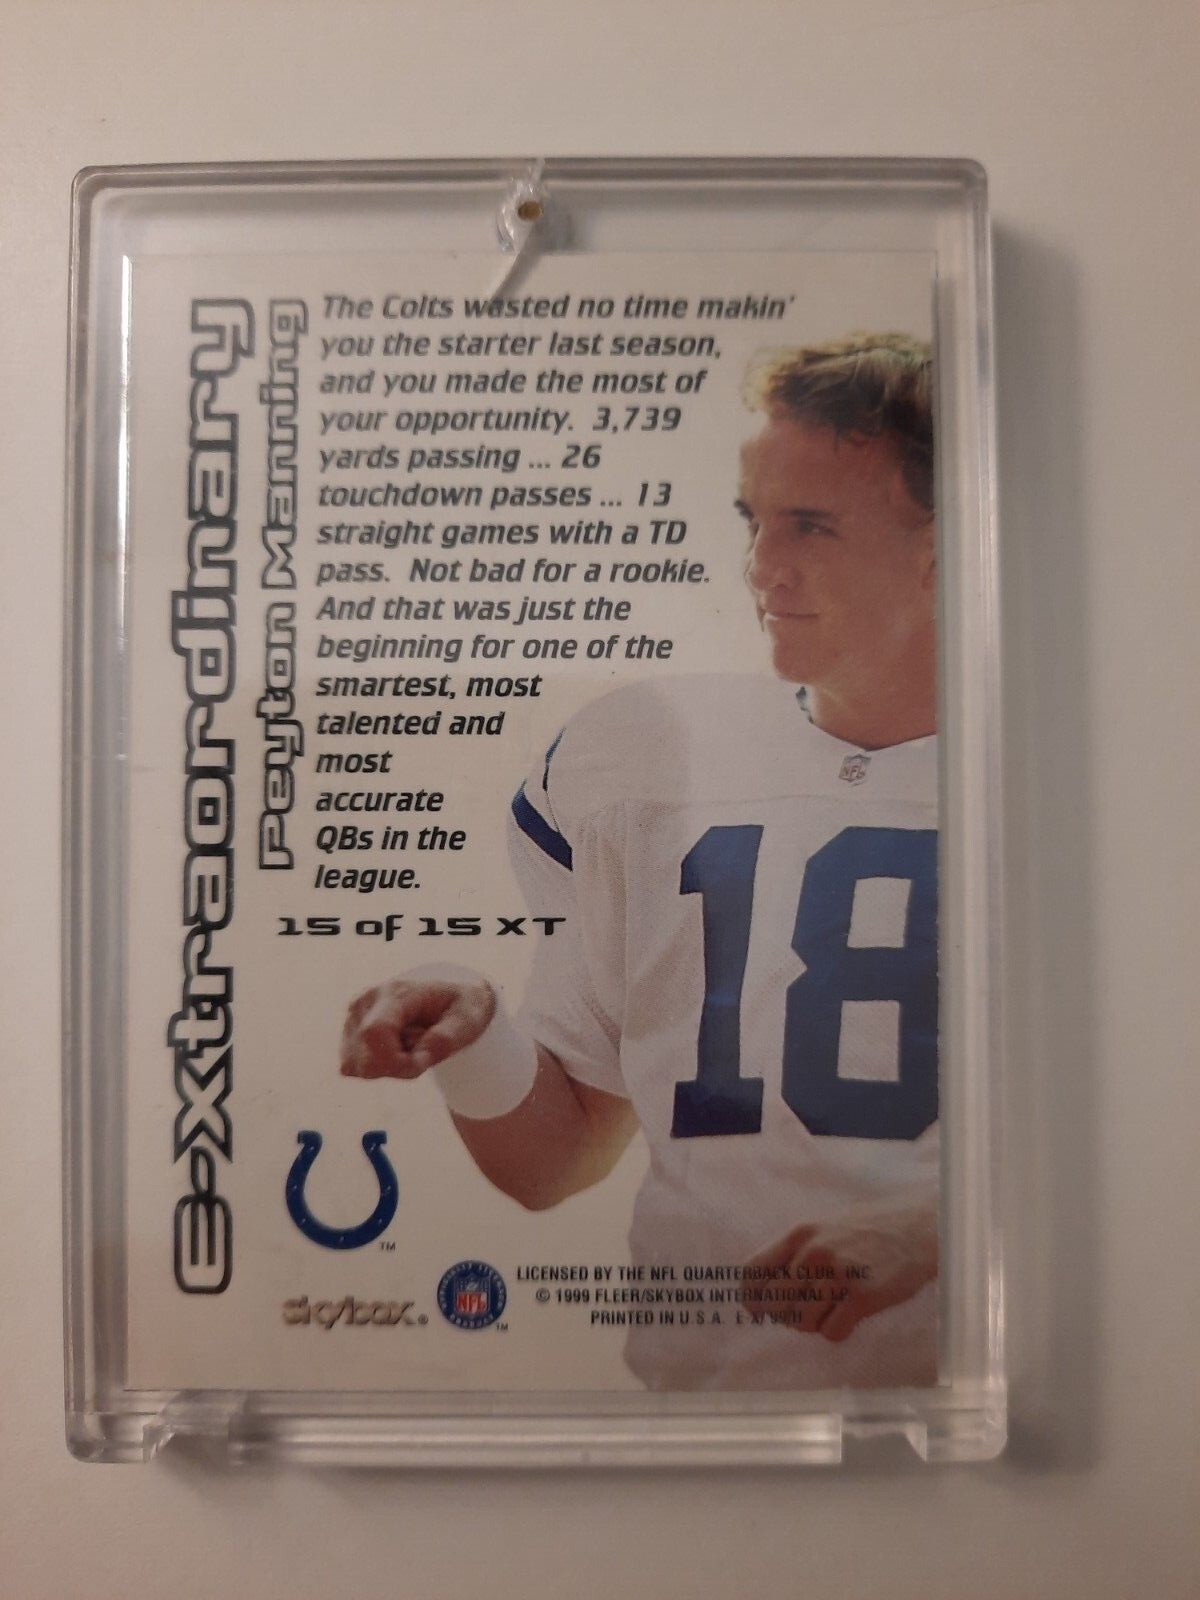 e-xtraordinary
Peyton Manning
The Colts wasted no time makin'
you the starter last season,
and you made the most of
your opportunity. 3,739
yards passing ... 26
touchdown passes ... 13
straight games with a TD
pass. Not bad for a rookie.
And that was just the
beginning for one of the
smartest, most
talented and
most
accurate
QBs in the
league.
15 of 15 XT
NFL
18
TM
skybox®
NFL
TM
LICENSED BY THE NFL QUARTERBACK CLUB, INC.
© 1999 FLEER/SKYBOX INTERNATIONAL LP.
PRINTED IN U.S.A.